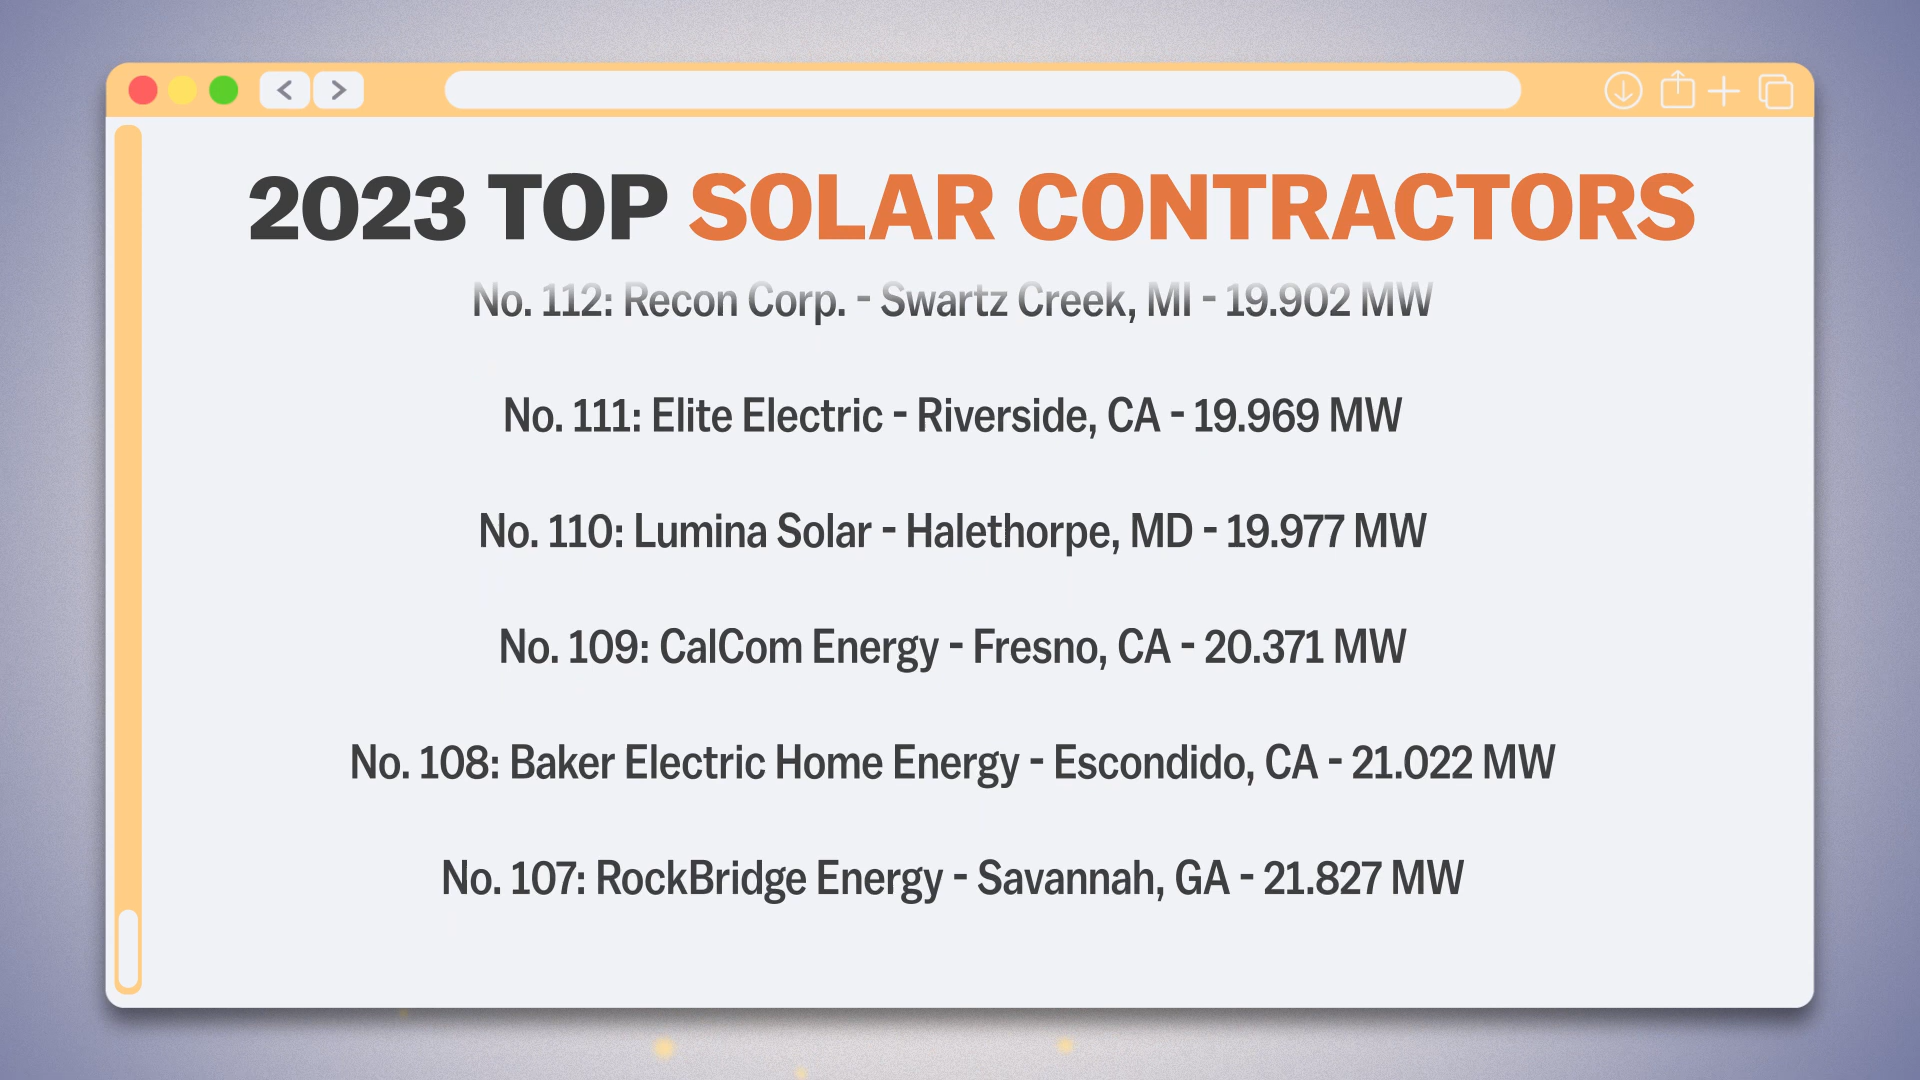 2023 TOP SOLAR CONTRACTORS
No. 112: Recon Corp. - Swartz Creek, MI - 19.902 MW
No. 111: Elite Electric - Riverside, CA - 19.969 MW
No. 110: Lumina Solar - Halethorpe, MD - 19.977 MW
No. 109: CalCom Energy - Fresno, CA - 20.371 MW
No. 108: Baker Electric Home Energy - Escondido, CA - 21.022 MW
No. 107: RockBridge Energy - Savannah, GA - 21.827 MW